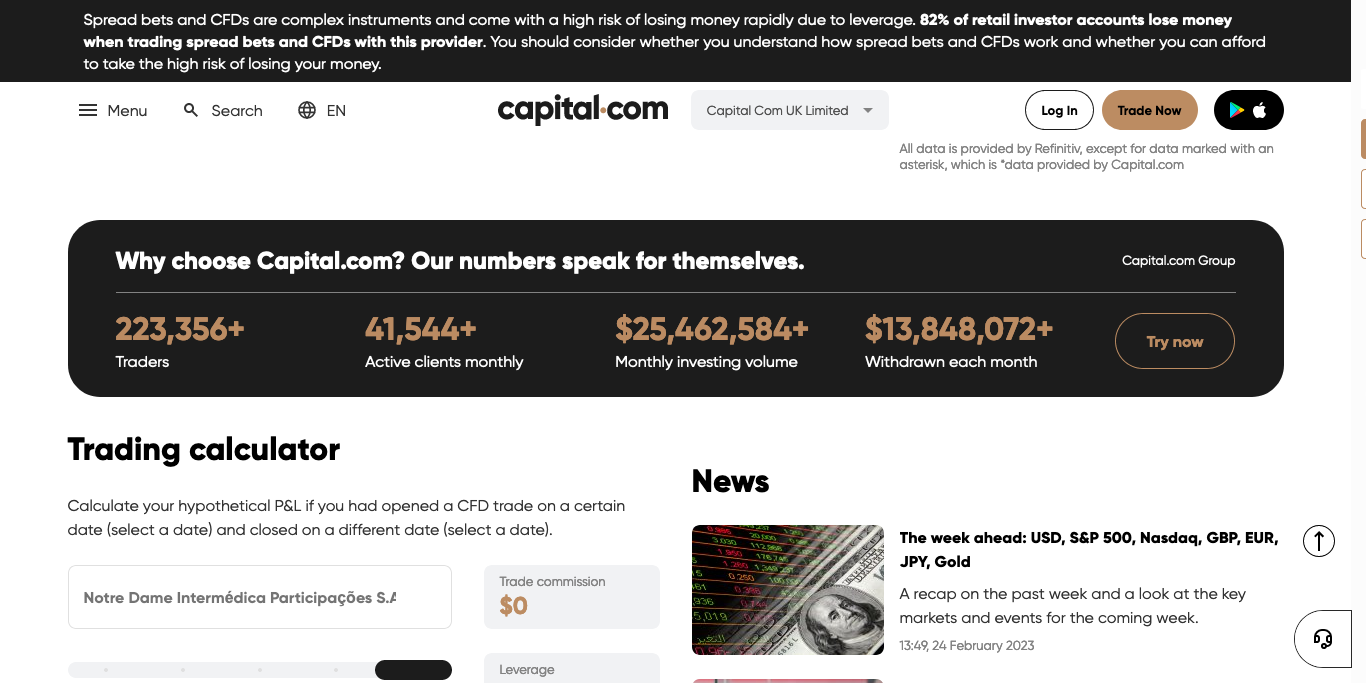 Spread bets and CFDs are complex instruments and come with a high risk of losing money rapidly due to leverage. 82% of retail investor accounts lose money
when trading spread bets and CFDs with this provider. You should consider whether you understand how spread bets and CFDs work and whether you can afford
to take the high risk of losing your money.
Menu
Search
EN
capital.com
Capital Com UK Limited
Log In
Trade Now
All data is provided by Refinitiv, except for data marked with an
asterisk, which is *data provided by Capital.com
Why choose Capital.com? Our numbers speak for themselves.
Capital.com Group
223,356+
Traders
41,544+
Active clients monthly
$25,462,584+
Monthly investing volume
$13,848,072+
Withdrawn each month
Try now
Trading calculator
Calculate your hypothetical P&L if you had opened a CFD trade on a certain
date (select a date) and closed on a different date (select a date).
Notre Dame Intermédica Participações S.A
Trade commission
$0
Leverage
News
The week ahead: USD, S&P 500, Nasdaq, GBP, EUR,
JPY, Gold
A recap on the past week and a look at the key
markets and events for the coming week.
13:49, 24 February 2023